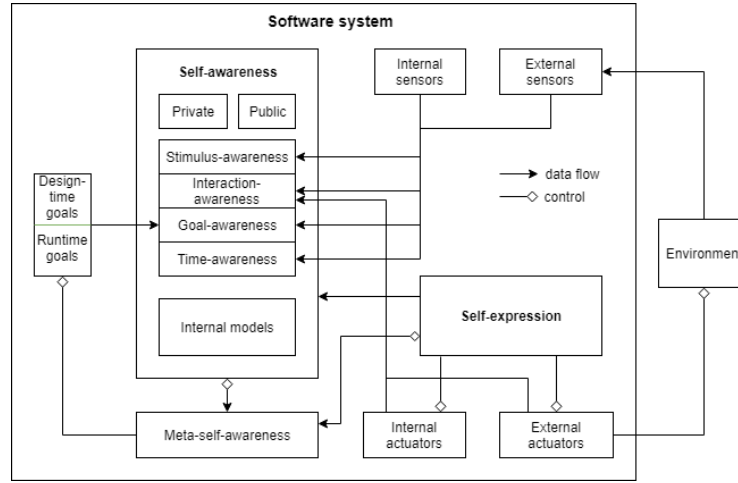 Software system
Self-awareness
Private
Public
Stimulus-awareness
Interaction-
awareness
Goal-awareness
Time-awareness
Internal models
Meta-self-awareness
Design-
time
goals
Runtime
goals
Internal
sensors
External
sensors
data flow
control
Self-expression
Internal
actuators
External
actuators
Environment